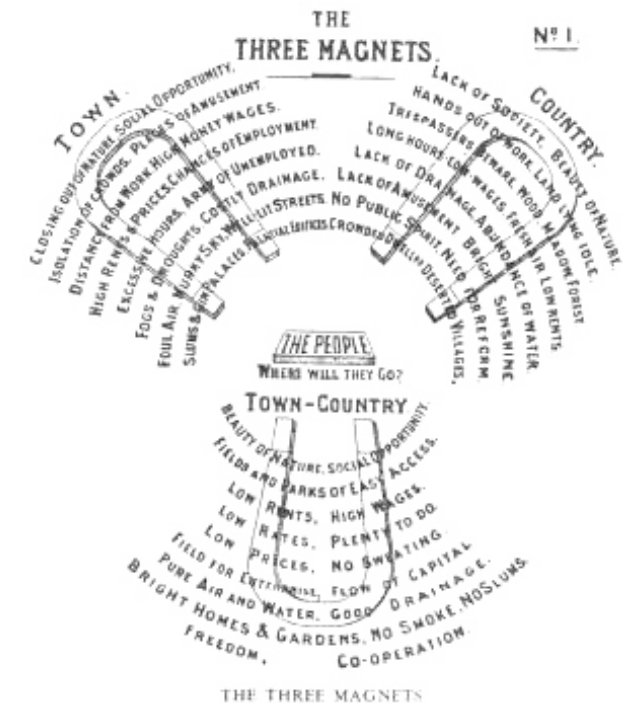 THE
THREE MAGNETS.
Nº 1.
TOWN.
CLOSING OUT OF NATURE. SOCIAL OPPORTUNITY.
ISOLATION OF CROWDS. PLACES OF AMUSEMENT.
DISTANCE FROM WORK. HIGH MONEY WAGES.
HIGH RENTS & PRICES. CHANCES OF EMPLOYMENT.
EXCESSIVE HOURS. ARMY OF UNEMPLOYED.
FOGS & DROUGHTS. COSTLY DRAINAGE.
FOUL AIR. MURKY SKY. WELL-LIT STREETS.
SLUMS & GIN PALACES. PALATIAL EDIFICES.
COUNTRY.
LACK OF SOCIETY. BEAUTY OF NATURE.
HANDS OUT OF WORK. LAND LYING IDLE.
TRESPASSERS BEWARE. WOOD, MEADOW, FOREST
LONG HOURS-LOW WAGES. FRESH AIR LOW RENTS.
LACK OF DRAINAGE. ABUNDANCE OF WATER.
LACK OF AMUSEMENT BRIGHT SUNSHINE
NO PUBLIC SPIRIT. NEED FOR REFORM.
CROWDED DWELLINGS. DESERTED VILLAGES.
THE PEOPLE
WHERE WILL THEY GO?
TOWN-COUNTRY
BEAUTY OF NATURE. SOCIAL OPPORTUNITY.
FIELDS AND PARKS OF EASY ACCESS.
LOW RENTS, HIGH WAGES.
LOW RATES, PLENTY TO DO.
LOW PRICES, NO SWEATING.
FIELD FOR ENTERPRISE, FLOW OF CAPITAL
PURE AIR AND WATER, GOOD DRAINAGE.
BRIGHT HOMES & GARDENS, NO SMOKE, NO SLUMS.
FREEDOM, CO-OPERATION.
THE THREE MAGNETS